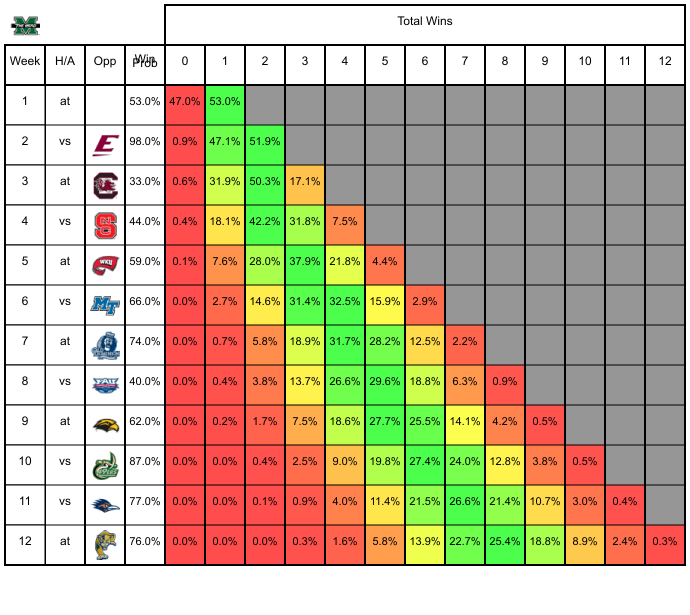 Total Wins
Week H/A Opp Win Prob 0 1 2 3 4 5 6 7 8 9 10 11 12
1 at 53.0% 47.0% 53.0%
2 vs 98.0% 0.9% 47.1% 51.9%
3 at 33.0% 0.6% 31.9% 50.3% 17.1%
4 vs 44.0% 0.4% 18.1% 42.2% 31.8% 7.5%
5 at WKU 59.0% 0.1% 7.6% 28.0% 37.9% 21.8% 4.4%
6 vs MT 66.0% 0.0% 2.7% 14.6% 31.4% 32.5% 15.9% 2.9%
7 at 74.0% 0.0% 0.7% 5.8% 18.9% 31.7% 28.2% 12.5% 2.2%
8 vs FAU 40.0% 0.0% 0.4% 3.8% 13.7% 26.6% 29.6% 18.8% 6.3% 0.9%
9 at 62.0% 0.0% 0.2% 1.7% 7.5% 18.6% 27.7% 25.5% 14.1% 4.2% 0.5%
10 vs 87.0% 0.0% 0.0% 0.4% 2.5% 9.0% 19.8% 27.4% 24.0% 12.8% 3.8% 0.5%
11 vs 77.0% 0.0% 0.0% 0.1% 0.9% 4.0% 11.4% 21.5% 26.6% 21.4% 10.7% 3.0% 0.4%
12 at 76.0% 0.0% 0.0% 0.0% 0.3% 1.6% 5.8% 13.9% 22.7% 25.4% 18.8% 8.9% 2.4% 0.3%